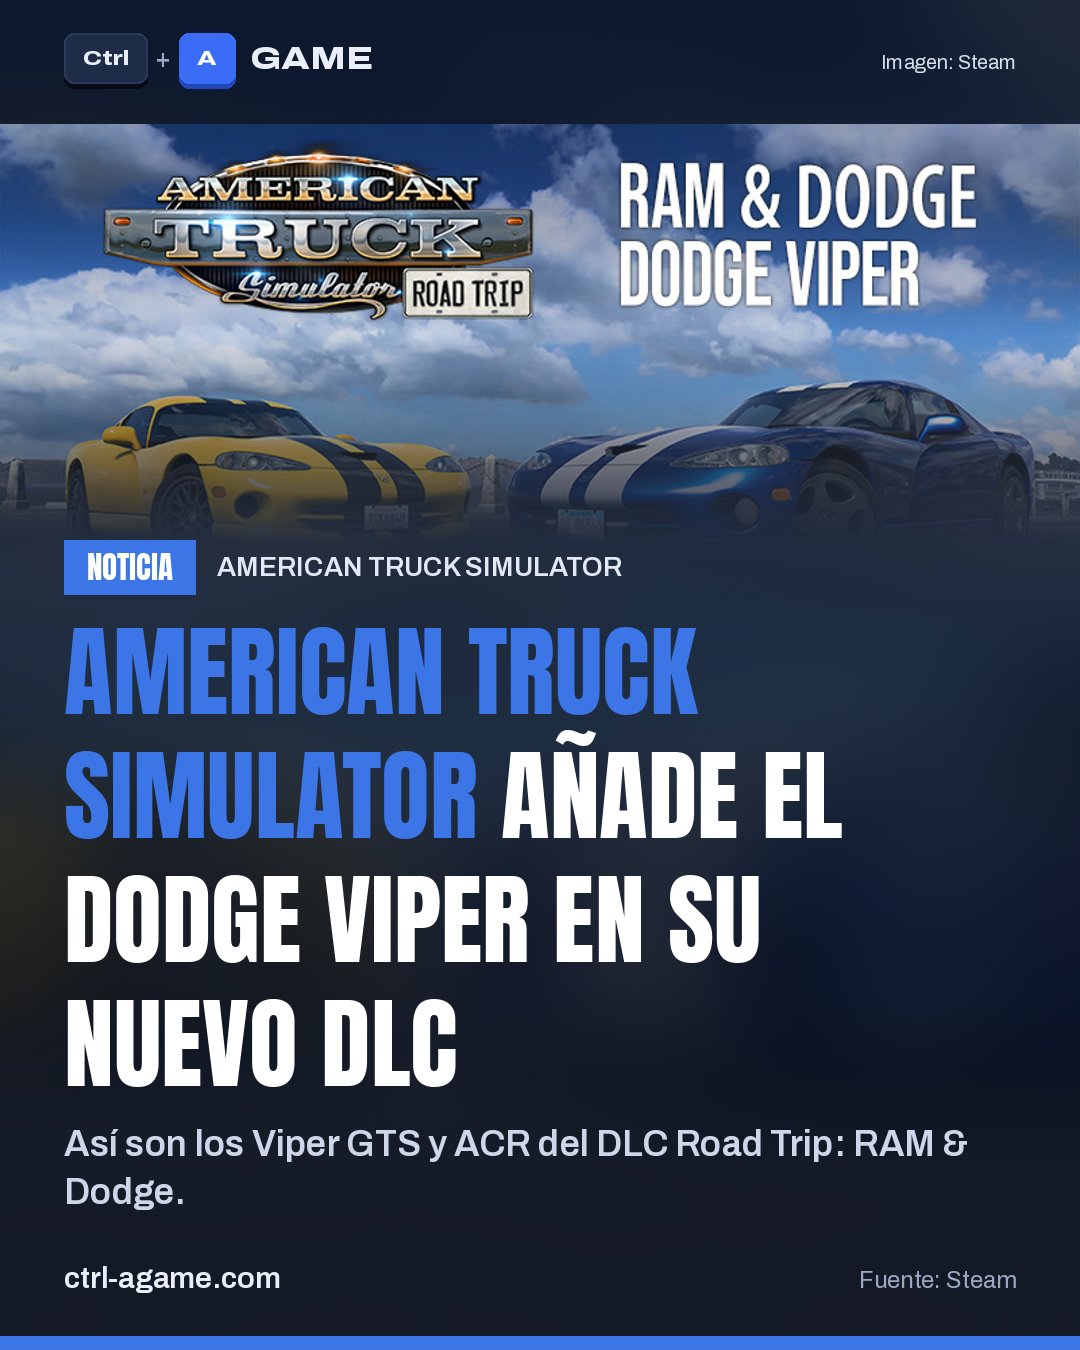 Ctrl + A GAME
Imagen: Steam
AMERICAN
TRUCK
Simulator ROAD TRIP
RAM & DODGE
DODGE VIPER
NOTICIA AMERICAN TRUCK SIMULATOR
AMERICAN TRUCK
SIMULATOR AÑADE EL
DODGE VIPER EN SU
NUEVO DLC
Así son los Viper GTS y ACR del DLC Road Trip: RAM &
Dodge.
ctrl-agame.com
Fuente: Steam